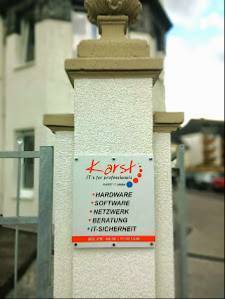 Karst
IT's for professionals
HARDWARE
SOFTWARE
NETZWERK
BERATUNG
IT-SICHERHEIT